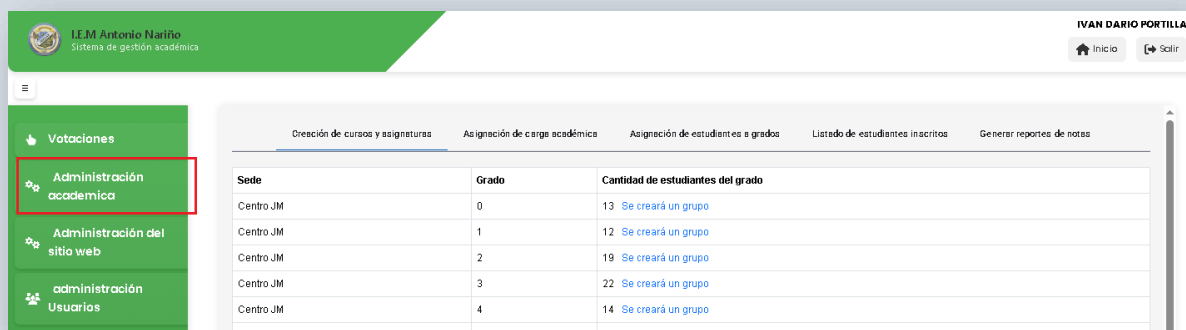 I.E.M Antonio Nariño
Sistema de gestión académica
IVAN DARIO PORTILLA
Inicio
Salir
Votaciones
Administración
academica
Administración del
sitio web
administración
Usuarios
Creación de cursos y asignaturas Asignación de carga académica Asignación de estudiantes a grados Listado de estudiantes inscritos Generar reportes de notas
Sede Grado Cantidad de estudiantes del grado
Centro JM 0 13 Se creará un grupo
Centro JM 1 12 Se creará un grupo
Centro JM 2 19 Se creará un grupo
Centro JM 3 22 Se creará un grupo
Centro JM 4 14 Se creará un grupo